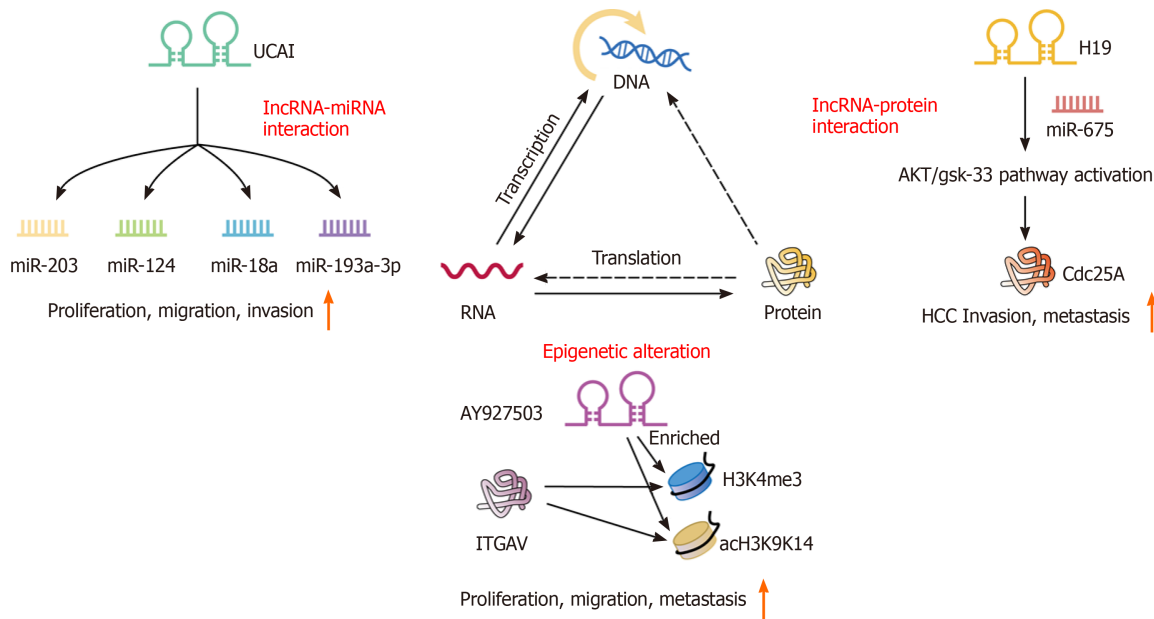 UCAI
lncRNA-miRNA
interaction
miR-203
miR-124
miR-18a
miR-193a-3p
Proliferation, migration, invasion
DNA
Transcription
Translation
RNA
Protein
H19
lncRNA-protein
interaction
miR-675
AKT/gsk-33 pathway activation
Cdc25A
HCC Invasion, metastasis
Epigenetic alteration
AY927503
Enriched
H3K4me3
ITGAV
acH3K9K14
Proliferation, migration, metastasis